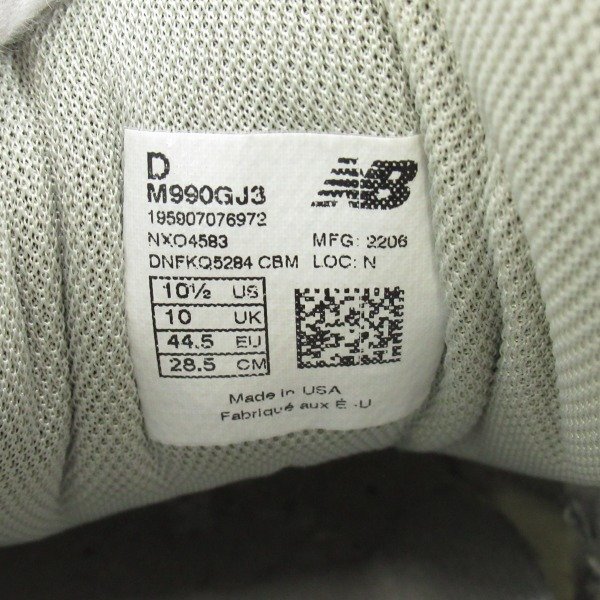 D
M990GJ3
NB
195907076972
NXO4583 MFG: 2206
DNFKQ5284 CBM LOC: N
10½ US
10 UK
44.5 EU
28.5 CM
Made in USA
Fabriqué aux É.-U